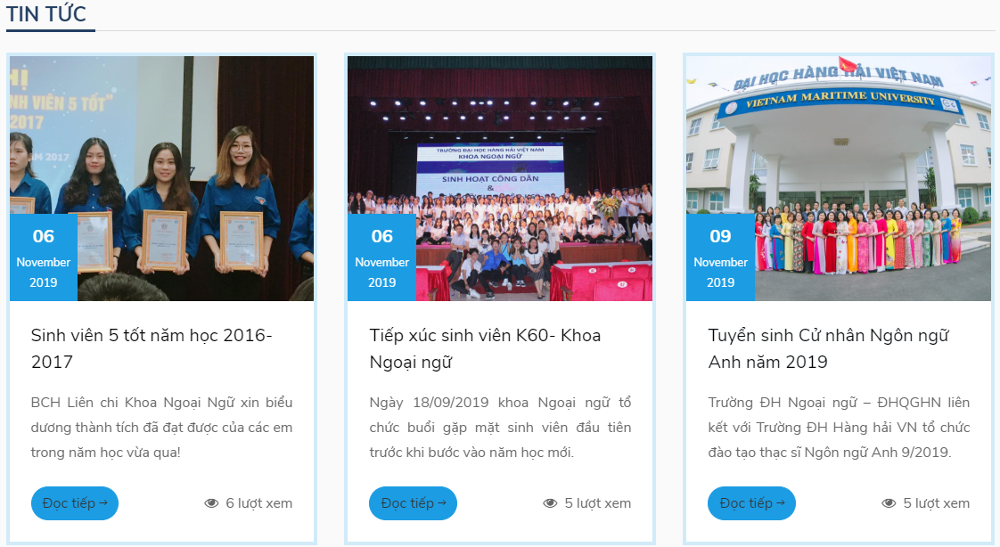 TIN TỨC
HỊ
NH VIÊN 5 TỐT"
2017
ĂM 2017
06
November
2019
Sinh viên 5 tốt năm học 2016-
2017
BCH Liên chi Khoa Ngoại Ngữ xin biểu
dương thành tích đã đạt được của các em
trong năm học vừa qua!
Đọc tiếp →
6 lượt xem
TRƯỜNG ĐẠI HỌC HÀNG HẢI VIỆT NAM
KHOA NGOẠI NGỮ
SINH HOẠT CÔNG DÂN
&
06
November
2019
Tiếp xúc sinh viên K60- Khoa
Ngoại ngữ
Ngày 18/09/2019 khoa Ngoại ngữ tổ
chức buổi gặp mặt sinh viên đầu tiên
trước khi bước vào năm học mới.
Đọc tiếp →
5 lượt xem
ĐẠI HỌC HÀNG HẢI VIỆT NAM
VIETNAM MARITIME UNIVERSITY
09
November
2019
Tuyển sinh Cử nhân Ngôn ngữ
Anh năm 2019
Trường ĐH Ngoại ngữ – ĐHQGHN liên
kết với Trường ĐH Hàng hải VN tổ chức
đào tạo thạc sĩ Ngôn ngữ Anh 9/2019.
Đọc tiếp →
5 lượt xem